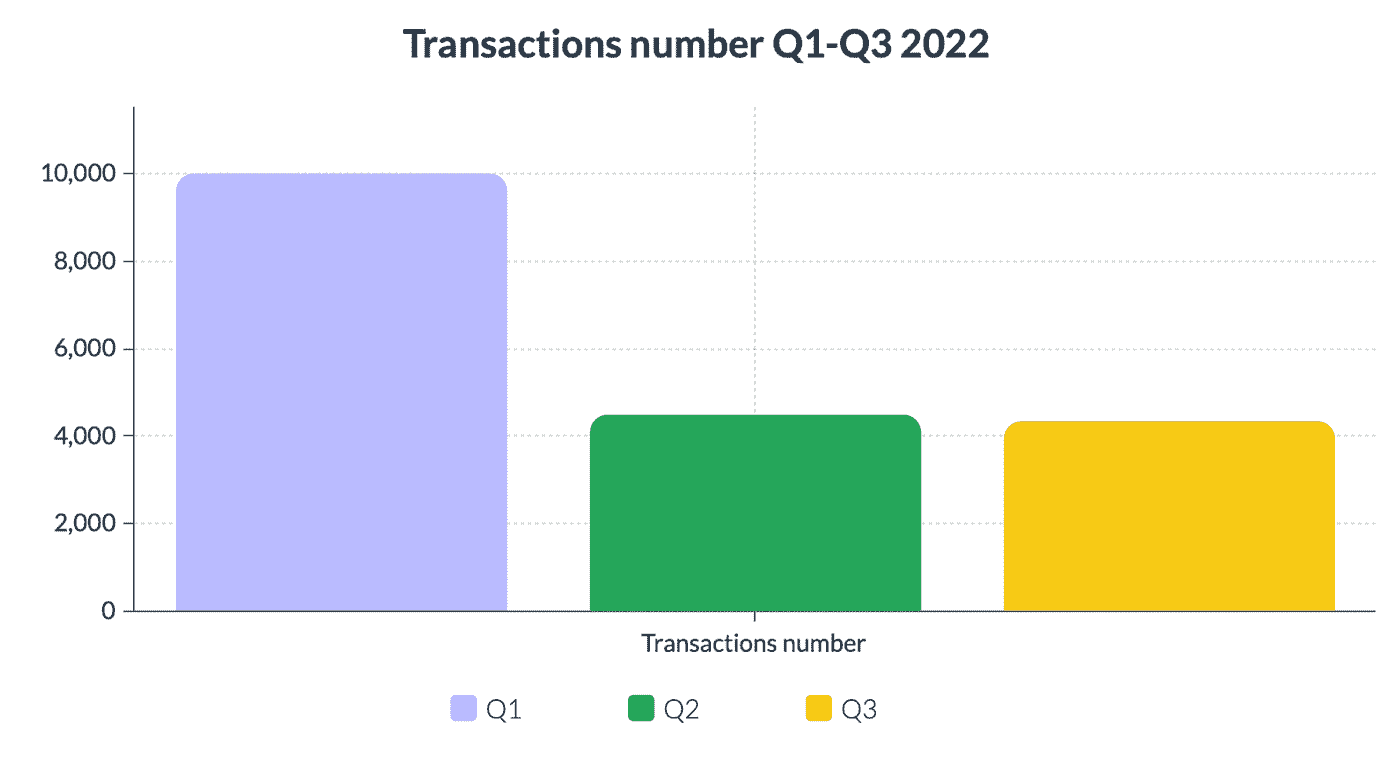 Transactions number Q1-Q3 2022
10,000
8,000
6,000
4,000
2,000
0
Transactions number
Q1 Q2 Q3